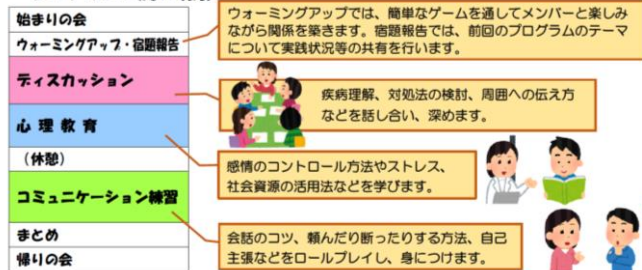 始まりの会
ウォーミングアップ・宿題報告
ディスカッション
心理教育
（休憩）
コミュニケーション練習
まとめ
帰りの会
ウォーミングアップでは、簡単なゲームを通してメンバーと楽しみ
ながら関係を築きます。宿題報告では、前回のプログラムのテーマ
について実践状況等の共有を行います。
疾病理解、対処法の検討、周囲への伝え方
などを話し合い、深めます。
感情のコントロール方法やストレス、
社会資源の活用法などを学びます。
会話のコツ、頼んだり断ったりする方法、自己
主張などをロールプレイし、身につけます。